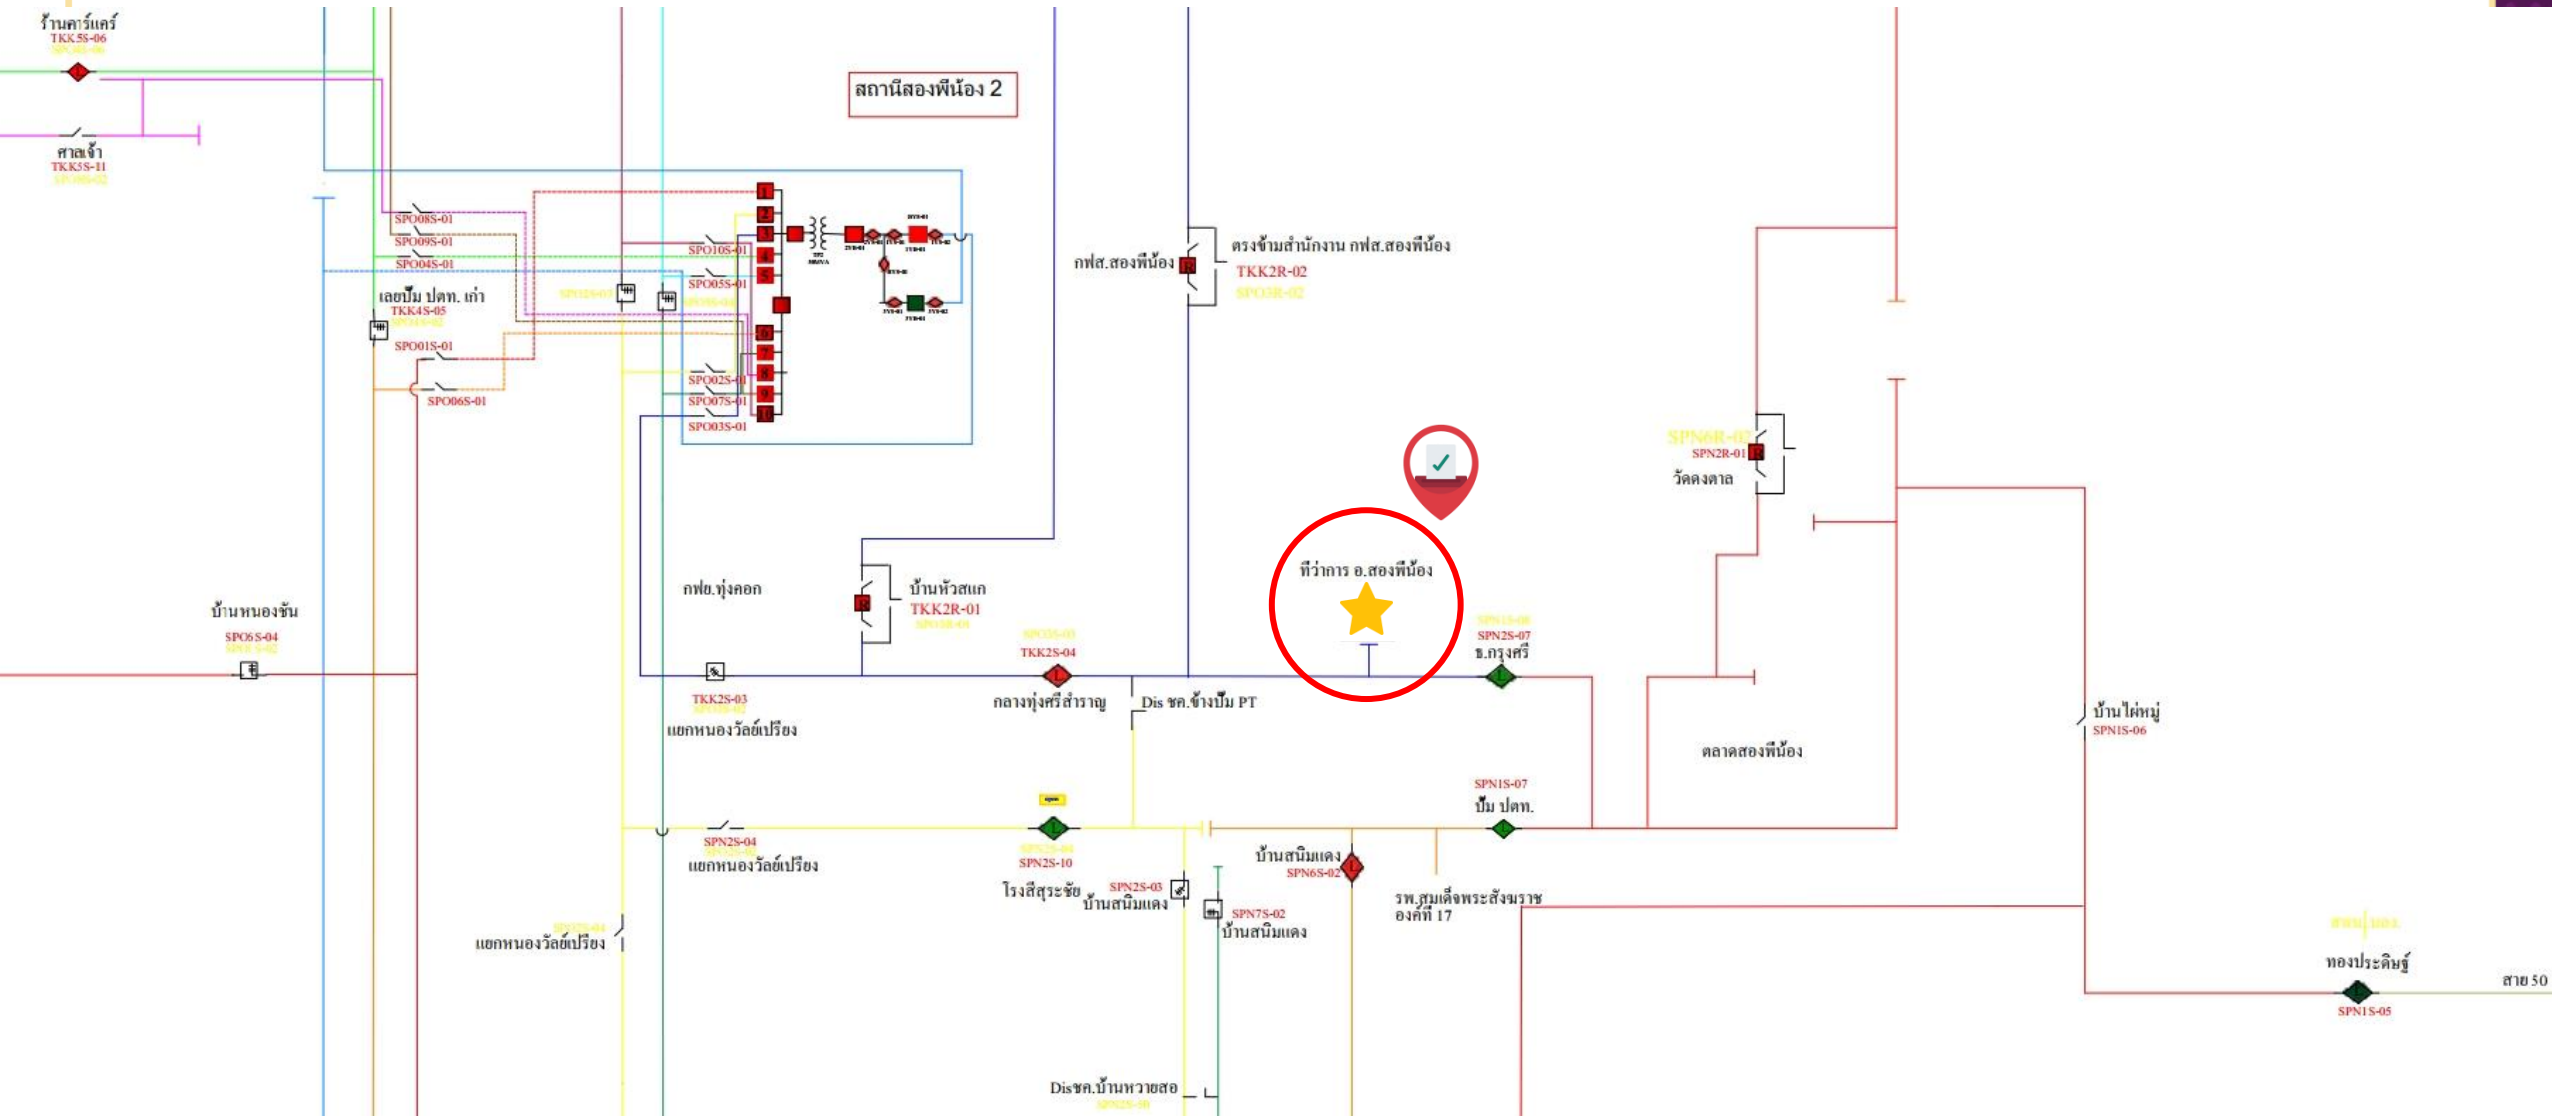 ร้านคาร์แคร์
TKK5S-06
ศาลเจ้า
TKK5S-11
สถานีสองพี่น้อง 2
SPO08S-01
SPO09S-01
SPO04S-01
เลยปั๊ม ปตท. เก่า
TKK4S-05
SPO01S-01
SPO06S-01
SPO10S-01
SPO05S-01
SPO02S-01
SPO07S-01
SPO03S-01
1
2
3
4
5
6
7
8
9
10
กฟส.สองพี่น้อง
R
ตรงข้ามสำนักงาน กฟส.สองพี่น้อง
TKK2R-02
SPO3R-02
SPN6R-02
SPN2R-01
R
วัดดงตาล
ที่ว่าการ อ.สองพี่น้อง
บ้านหนองชัน
SPO6S-04
กฟย.ทุ่งคอก
R
บ้านหัวสแก
TKK2R-01
TKK2S-03
แยกหนองวัลย์เปรียง
TKK2S-04
กลางทุ่งศรีสำราญ
Dis ชค.ข้างปั๊ม PT
SPN2S-07
ธ.กรุงศรี
ตลาดสองพี่น้อง
บ้านไผ่หมู่
SPN1S-06
SPN1S-07
ปั๊ม ปตท.
SPN2S-04
แยกหนองวัลย์เปรียง
SPN2S-10
โรงสีสุระชัย
SPN2S-03
บ้านสนิมแดง
SPN7S-02
บ้านสนิมแดง
บ้านสนิมแดง
SPN6S-02
รพ.สมเด็จพระสังฆราช
องค์ที่ 17
แยกหนองวัลย์เปรียง
ทองประดิษฐ์
SPN1S-05
สาย 50
Disชค.บ้านหวายสอ